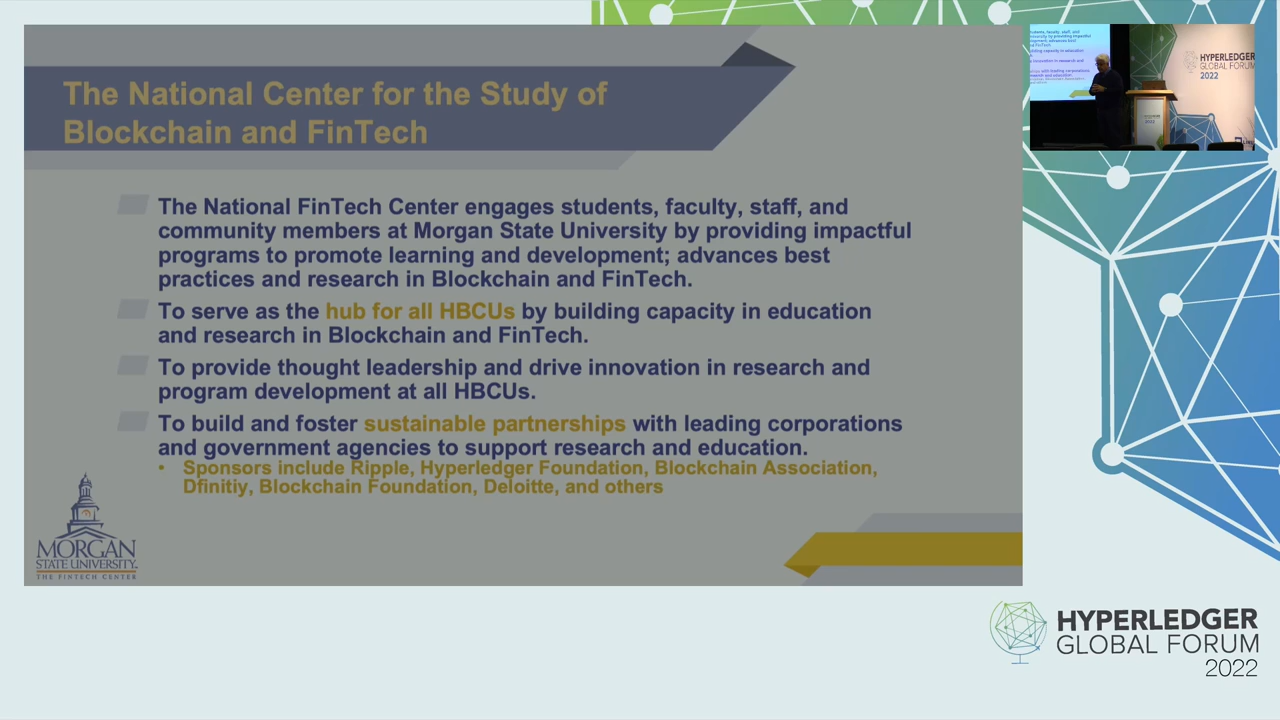 The National Center for the Study of
Blockchain and FinTech
The National FinTech Center engages students, faculty, staff, and
community members at Morgan State University by providing impactful
programs to promote learning and development; advances best
practices and research in Blockchain and FinTech.
To serve as the hub for all HBCUs by building capacity in education
and research in Blockchain and FinTech.
To provide thought leadership and drive innovation in research and
program development at all HBCUs.
To build and foster sustainable partnerships with leading corporations
and government agencies to support research and education.
• Sponsors include Ripple, Hyperledger Foundation, Blockchain Association,
Dfinitiy, Blockchain Foundation, Deloitte, and others
MORGAN
STATE UNIVERSITY
THE FINTECH CENTER
HYPERLEDGER
GLOBAL FORUM
2022
HYPERLEDGER
GLOBAL FORUM
2022